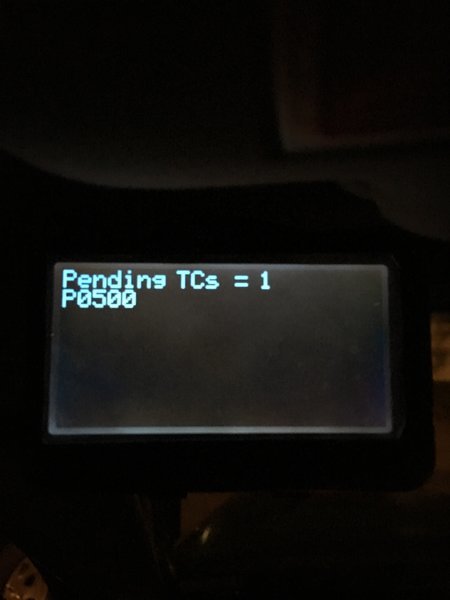 Pending TCs = 1
P0500